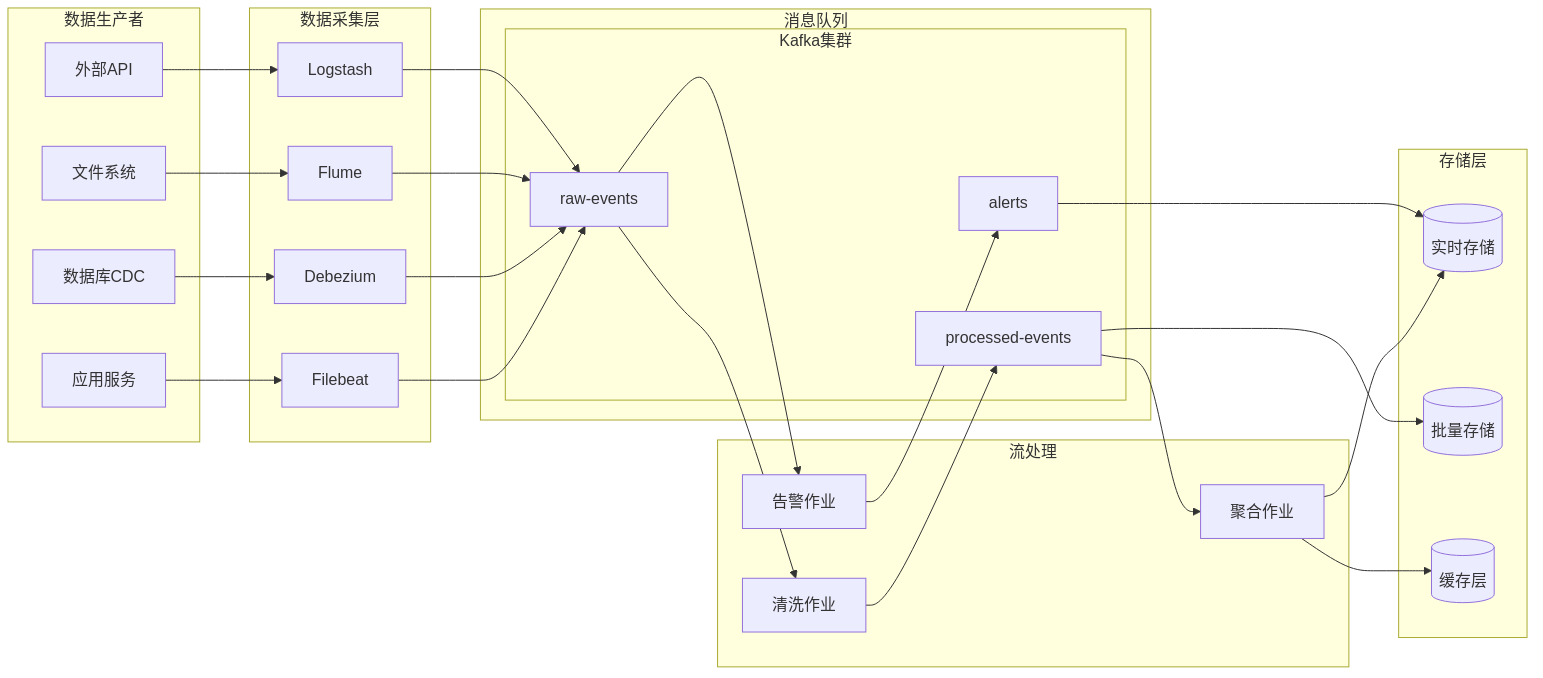 数据生产者
外部API
文件系统
数据库CDC
应用服务
数据采集层
Logstash
Flume
Debezium
Filebeat
消息队列
Kafka集群
raw-events
alerts
processed-events
流处理
告警作业
清洗作业
聚合作业
存储层
实时存储
批量存储
缓存层